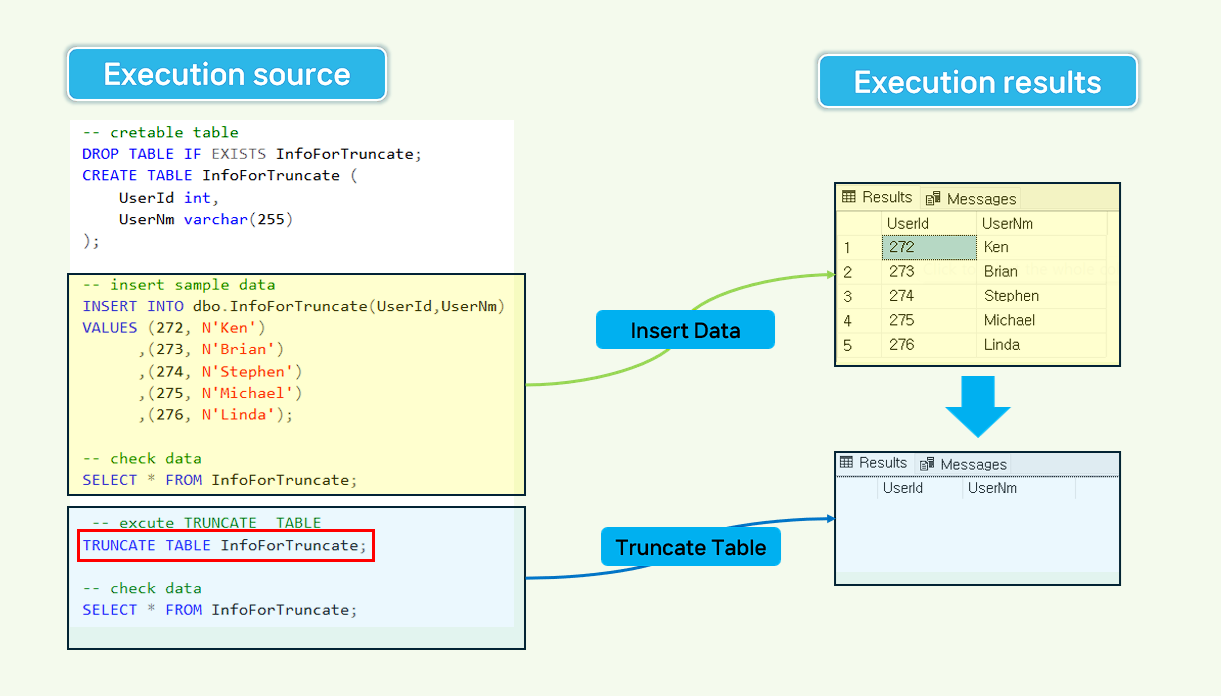 Execution source
Execution results
-- cretable table
DROP TABLE IF EXISTS InfoForTruncate;
CREATE TABLE InfoForTruncate (
UserId int,
UserNm varchar(255)
);
-- insert sample data
INSERT INTO dbo.InfoForTruncate(UserId,UserNm)
VALUES (272, N'Ken')
,(273, N'Brian')
,(274, N'Stephen')
,(275, N'Michael')
,(276, N'Linda');
-- check data
SELECT * FROM InfoForTruncate;
-- excute TRUNCATE  TABLE
TRUNCATE TABLE InfoForTruncate;
-- check data
SELECT * FROM InfoForTruncate;
Insert Data
Truncate Table
Results Messages
UserId UserNm
1 272 Ken
2 273 Brian
3 274 Stephen
4 275 Michael
5 276 Linda
Results Messages
UserId UserNm